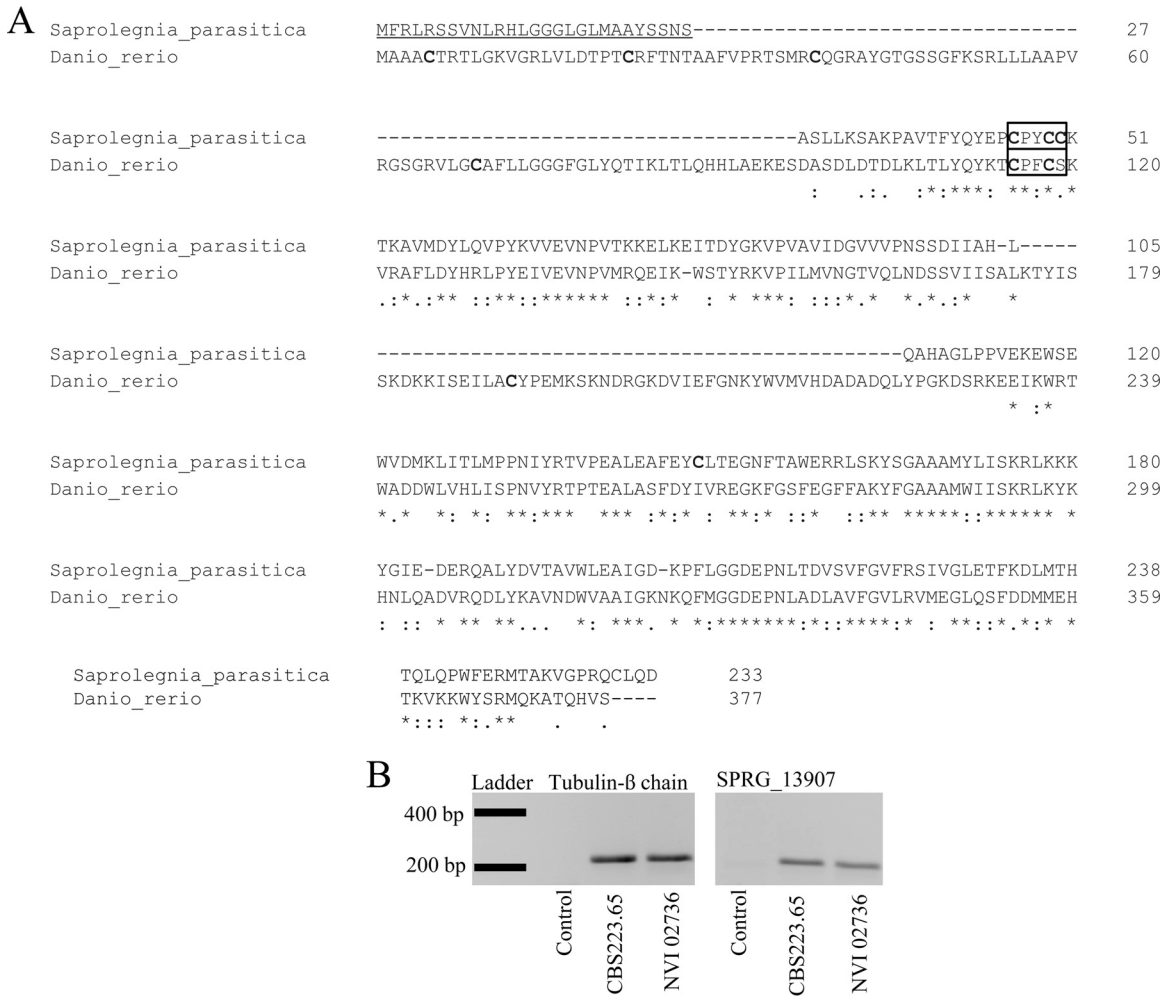 A
Saprolegnia_parasitica MFRLRSSVNLRHLGGGLGLMAAYSSNS--------------------------------- 27
Danio_rerio MAAACTRTLGKVGRLVLDTPTCRFTNTAAFVPRTSMRCQGRAYGTGSSGFKSRLLLAAPV 60
Saprolegnia_parasitica ------------------------------------ASLLKSAKPAVTFYQYEPCPYCCK 51
Danio_rerio RGSGRVLGCAFLLGGGFGLYQTIKLTLQHHLAEKESDASDLDTDLKLTLYQYKTCPFCSK 120
: .:. :*:***: **:*.*
Saprolegnia_parasitica TKAVMDYLQVPYKVVEVNPVTKKELKEITDYGKVPVAVIDGVVVPNSSDIIAH-L----- 105
Danio_rerio VRAFLDYHRLPYEIVEVNPVMRQEIK-WSTYRKVPILMVNGTVQLNDSSVIISALKTYIS 179
.:*.:** ::**::****** ::*:* : * ***: :::*.* *.*.:* *
Saprolegnia_parasitica ---------------------------------------------QAHAGLPPVEKEWSE 120
Danio_rerio SKDKKISEILACYPEMKSKNDRGKDVIEFGNKYWVMVHDADADQLYPGKDSRKEEIKWRT 239
* :*
Saprolegnia_parasitica WVDMKLITLMPPNIYRTVPEALEAFEYCLTEGNFTAWERRLSKYSGAAAMYLISKRLKKK 180
Danio_rerio WADDWLVHLISPNVYRTPTEALASFDYIVREGKFGSFEGFFAKYFGAAAMWIISKRLKYK 299
*.* *: *: **:*** *** :*:* : **:* ::* ::** *****::****** *
Saprolegnia_parasitica YGIE-DERQALYDVTAVWLEAIGD-KPFLGGDEPNLTDVSVFGVFRSIVGLETFKDLMTH 238
Danio_rerio HNLQADVRQDLYKAVNDWVAAIGKNKQFMGGDEPNLADLAVFGVLRVMEGLQSFDDMMEH 359
: :: * ** **... *: ***. * *:*******:*::****:* : **::*.*:* *
Saprolegnia_parasitica TQLQPWFERMTAKVGPRQCLQD 233
Danio_rerio TKVKKWYSRMQKATQHVS---- 377
*::: *:.** . .
B
Ladder Tubulin-ß chain SPRG_13907
400 bp
200 bp
Control CBS223.65 NVI 02736 Control CBS223.65 NVI 02736